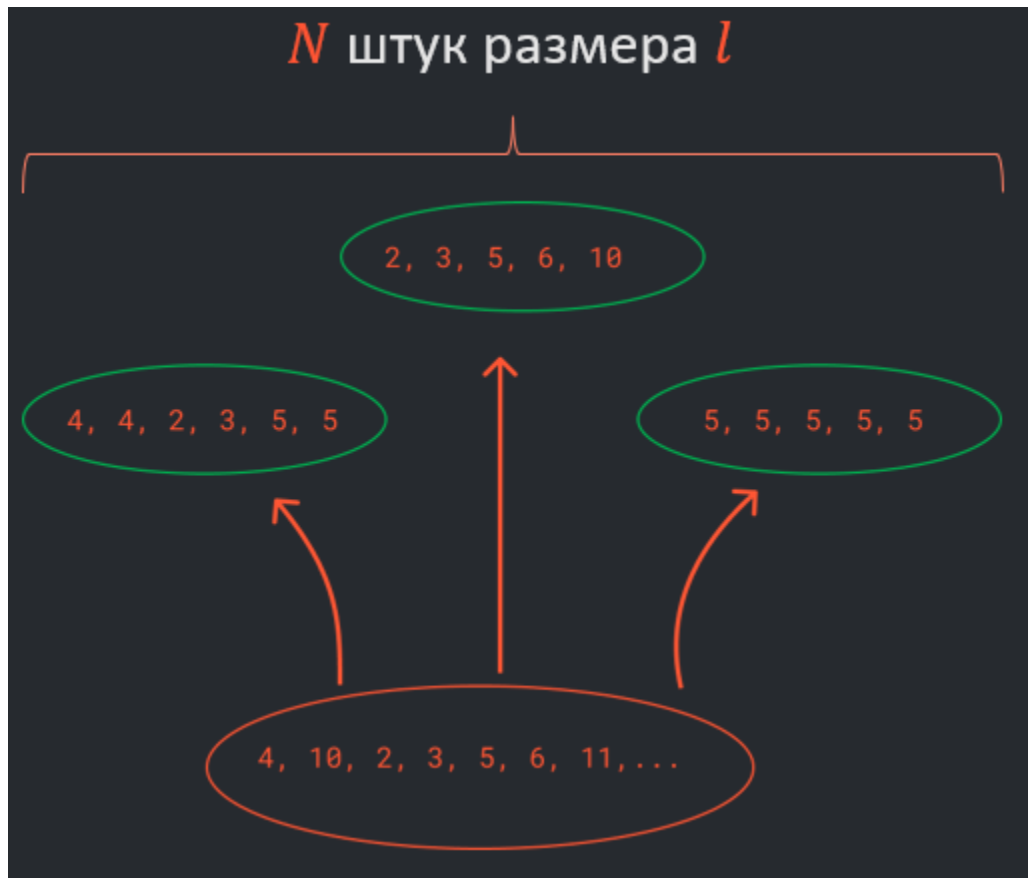 N штук размера l
2, 3, 5, 6, 10
4, 4, 2, 3, 5, 5
5, 5, 5, 5, 5
4, 10, 2, 3, 5, 6, 11,...